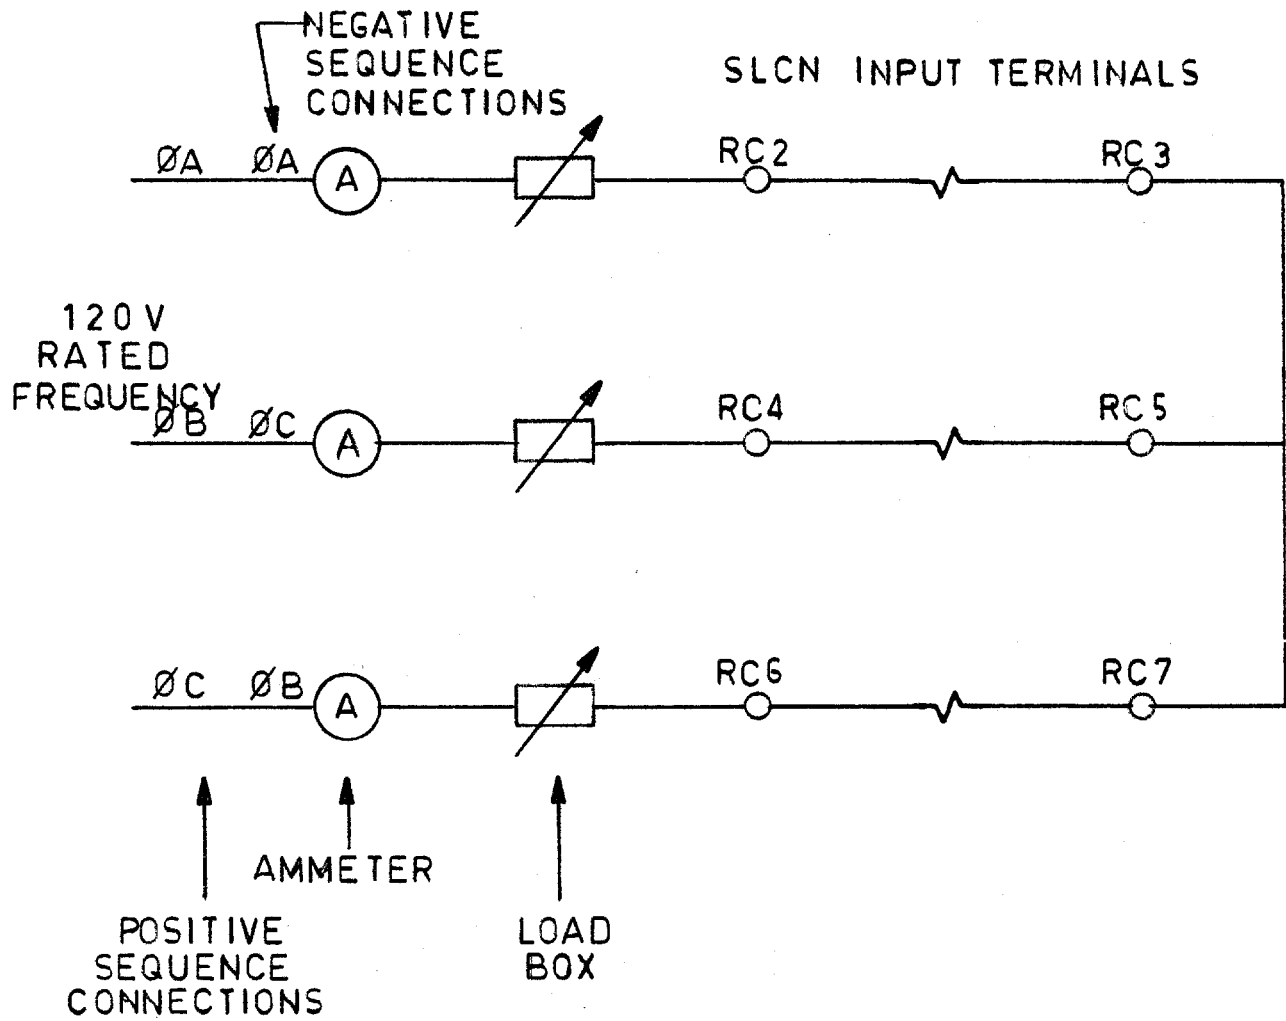 NEGATIVE
SEQUENCE
CONNECTIONS
SLCN INPUT TERMINALS
ØA ØA
A
RC2
RC3
120V
RATED
FREQUENCY
ØB ØC
A
RC4
RC5
ØC ØB
A
RC6
RC7
AMMETER
POSITIVE
SEQUENCE
CONNECTIONS
LOAD
BOX